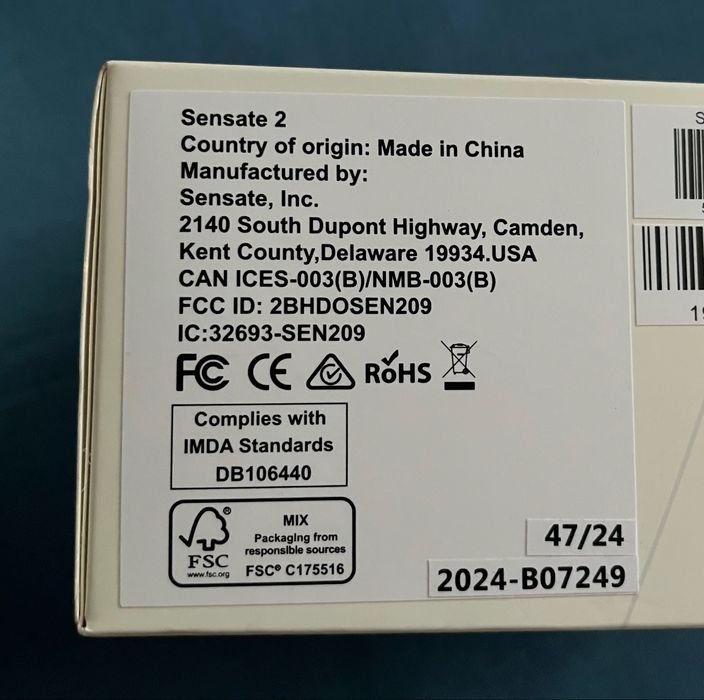 Sensate 2
Country of origin: Made in China
Manufactured by:
Sensate, Inc.
2140 South Dupont Highway, Camden,
Kent County,Delaware 19934.USA
CAN ICES-003(B)/NMB-003(B)
FCC ID: 2BHDOSEN209
IC:32693-SEN209
FC CE RoHS
Complies with
IMDA Standards
DB106440
FSC®
www.fsc.org
MIX
Packaging from
responsible sources
FSC® C175516
47/24
2024-B07249
S
19